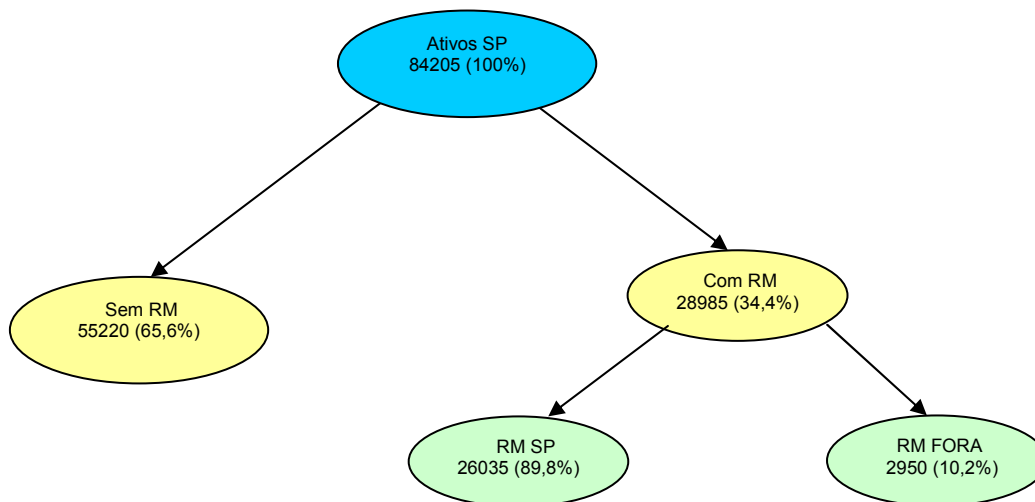 Ativos SP
84205 (100%)
Sem RM
55220 (65,6%)
Com RM
28985 (34,4%)
RM SP
26035 (89,8%)
RM FORA
2950 (10,2%)